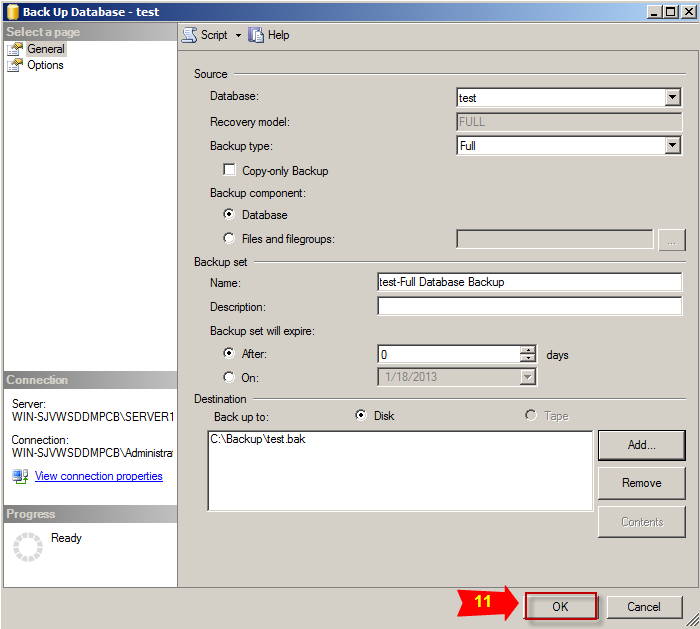 Back Up Database - test
Select a page
General
Options
Script
Help
Source
Database:
test
Recovery model:
FULL
Backup type:
Full
Copy-only Backup
Backup component:
Database
Files and filegroups:
...
Backup set
Name:
test-Full Database Backup
Description:
Backup set will expire:
After:
0
days
On:
1/18/2013
Destination
Back up to:
Disk
Tape
C:\Backup\test.bak
Add...
Remove
Contents
Connection
Server:
WIN-SJVWSDDMPCB\SERVER1
Connection:
WIN-SJVWSDDMPCB\Administrat
View connection properties
Progress
Ready
11
OK
Cancel